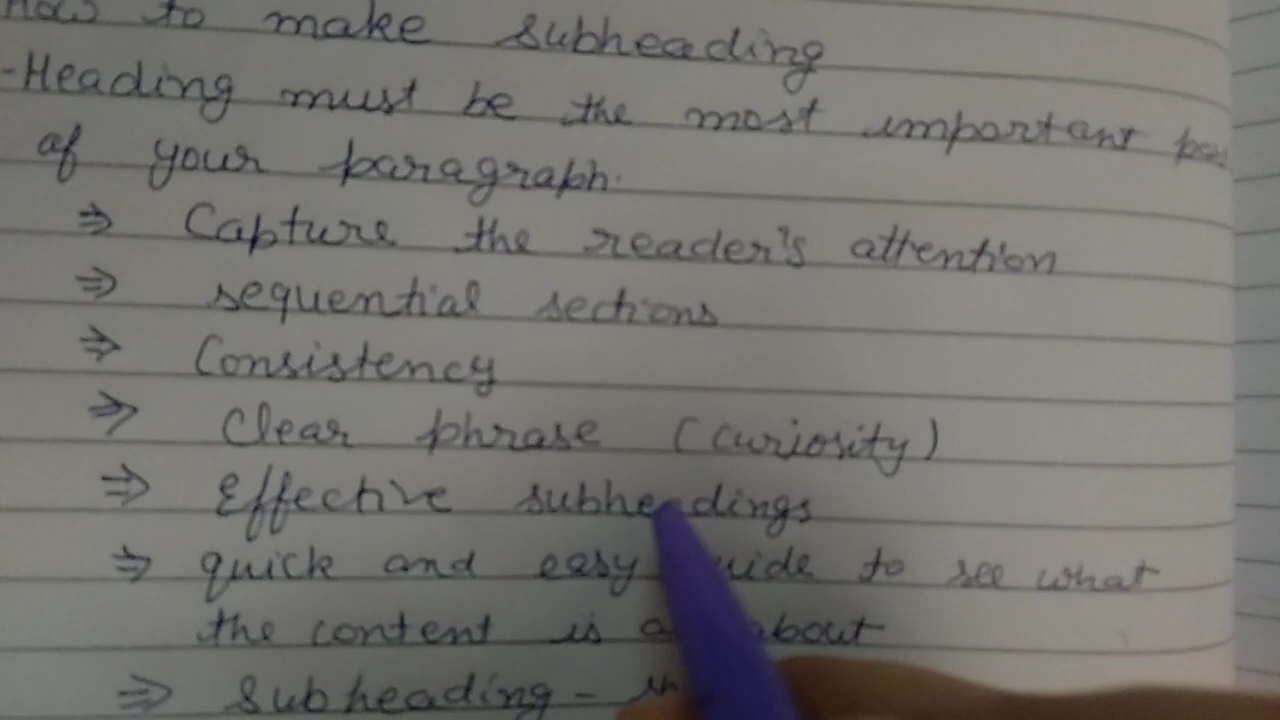 How to make subheading
-Heading must be the most important
of your paragraph.
⇒ Capture the reader's attention
⇒ sequential sections
⇒ Consistency
⇒ Clear phrase (curiosity)
⇒ Effective subheadings
⇒ quick and easy to see what
the content is about
⇒ Subheading -